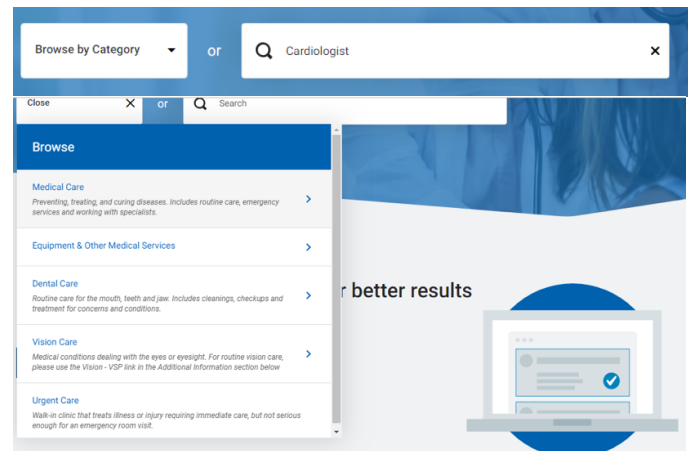 Browse by Category
or
Cardiologist
Close
or
Search
Browse
Medical Care
Preventing, treating, and curing diseases. Includes routine care, emergency
services and working with specialists.
Equipment & Other Medical Services
Dental Care
Routine care for the mouth, teeth and jaw. Includes cleanings, checkups and
treatment for concerns and conditions.
r better results
Vision Care
Medical conditions dealing with the eyes or eyesight. For routine vision care,
please use the Vision - VSP link in the Additional Information section below
Urgent Care
Walk-in clinic that treats illness or injury requiring immediate care, but not serious
enough for an emergency room visit.